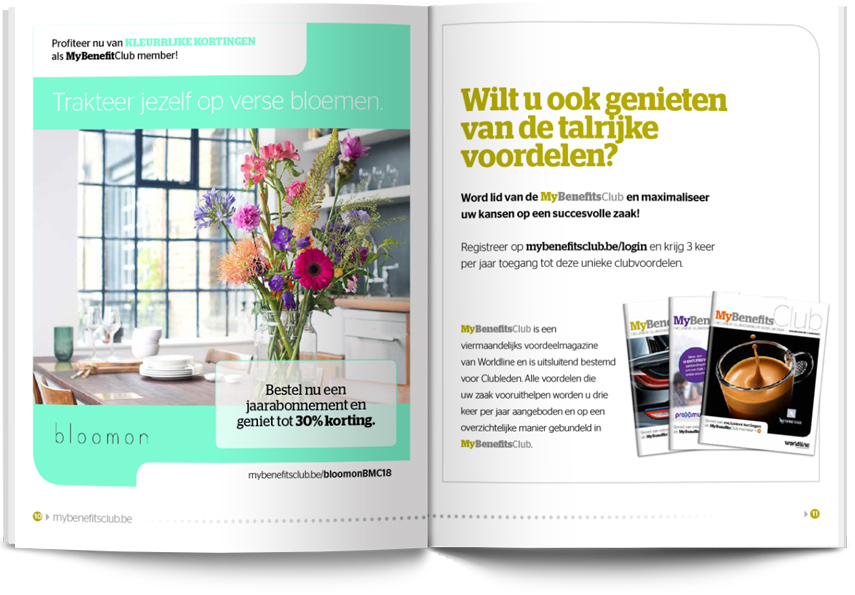 Profiteer nu van KLEURRIJKE KORTINGEN
als MyBenefitClub member!
Trakteer jezelf op verse bloemen.
Bestel nu een
jaarabonnement en
geniet tot 30% korting.
bloomon
mybenefitsclub.be/bloomonBMC18
10
mybenefitsclub.be
Wilt u ook genieten
van de talrijke
voordelen?
Word lid van de MyBenefitsClub en maximaliseer
uw kansen op een succesvolle zaak!
Registreer op mybenefitsclub.be/login en krijg 3 keer
per jaar toegang tot deze unieke clubvoordelen.
MyBenefitsClub is een
viermaandelijks voordeelmagazine
van Worldline en is uitsluitend bestemd
voor Clubleden. Alle voordelen die
uw zaak vooruithelpen worden u drie
keer per jaar aangeboden en op een
overzichtelijke manier gebundeld in
MyBenefitsClub.
MyBene
MyBen
MyBenefitsClub
proximus
worldline
11